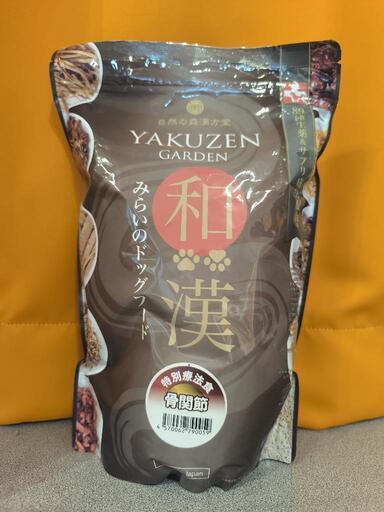 自然の森漢方堂
YAKUZEN
GARDEN
和漢
みらいのドッグフード
特別療法食
骨関節
4570062790059
Japan